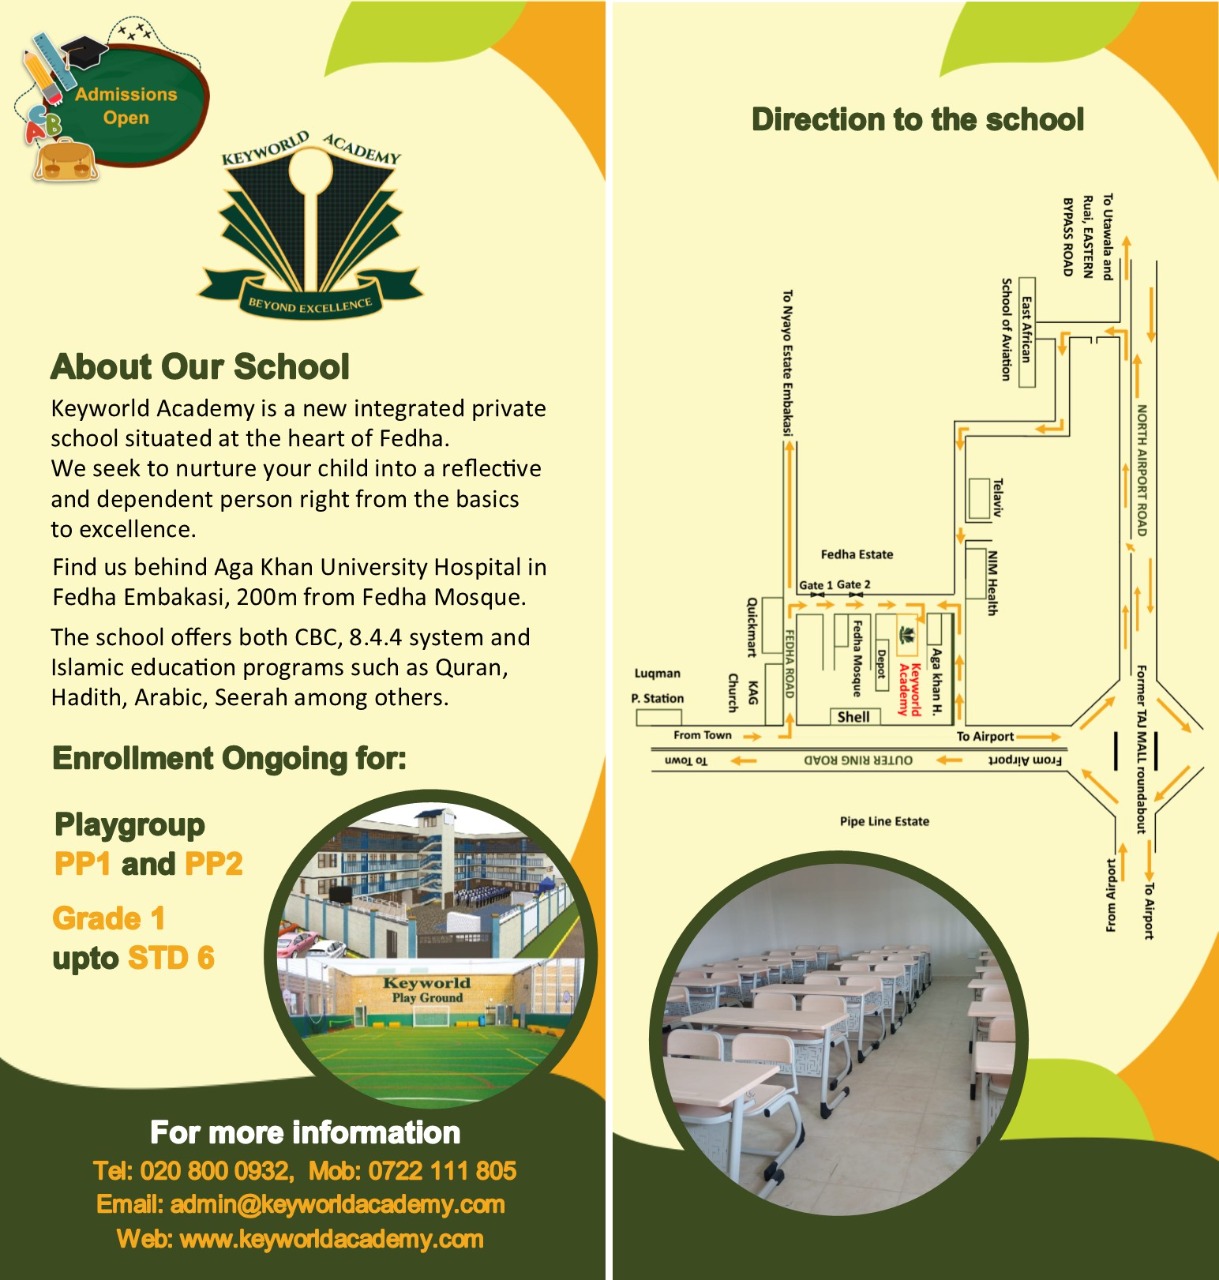 Admissions
Open
KEYWORLD ACADEMY
BEYOND EXCELLENCE
About Our School
Keyworld Academy is a new integrated private
school situated at the heart of Fedha.
We seek to nurture your child into a reflective
and dependent person right from the basics
to excellence.
Find us behind Aga Khan University Hospital in
Fedha Embakasi, 200m from Fedha Mosque.
The school offers both CBC, 8.4.4 system and
Islamic education programs such as Quran,
Hadith, Arabic, Seerah among others.
Enrollment Ongoing for:
Playgroup
PP1 and PP2
Grade 1
upto STD 6
Keyworld
Play Ground
For more information
Tel: 020 800 0932, Mob: 0722 111 805
Email: admin@keyworldacademy.com
Web: www.keyworldacademy.com
Direction to the school
To Utawala and
Ruai, EASTERN
BYPASS ROAD
East African
School of Aviation
To Nyayo Estate Embakasi
NORTH AIRPORT ROAD
Telaviv
NIM Health
Fedha Estate
Gate 1 Gate 2
Quickmart
FEDHA ROAD
Fedha Mosque
Depot
Keyworld
Academy
Aga khan H.
KAG
Church
Luqman
P. Station
Shell
From Town
To Airport
To Town
OUTER RING ROAD
From Airport
Former TAJ MALL roundabout
Pipe Line Estate
From Airport
To Airport